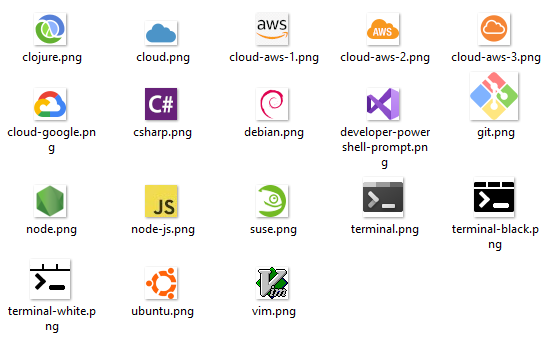 aws
AWS
clojure.png
cloud.png
cloud-aws-1.png
cloud-aws-2.png
cloud-aws-3.png
C#
cloud-google.pn
g
csharp.png
debian.png
developer-power
shell-prompt.pn
g
git.png
JS
node.png
node-js.png
suse.png
terminal.png
terminal-black.p
ng
Vim
terminal-white.p
ng
ubuntu.png
vim.png